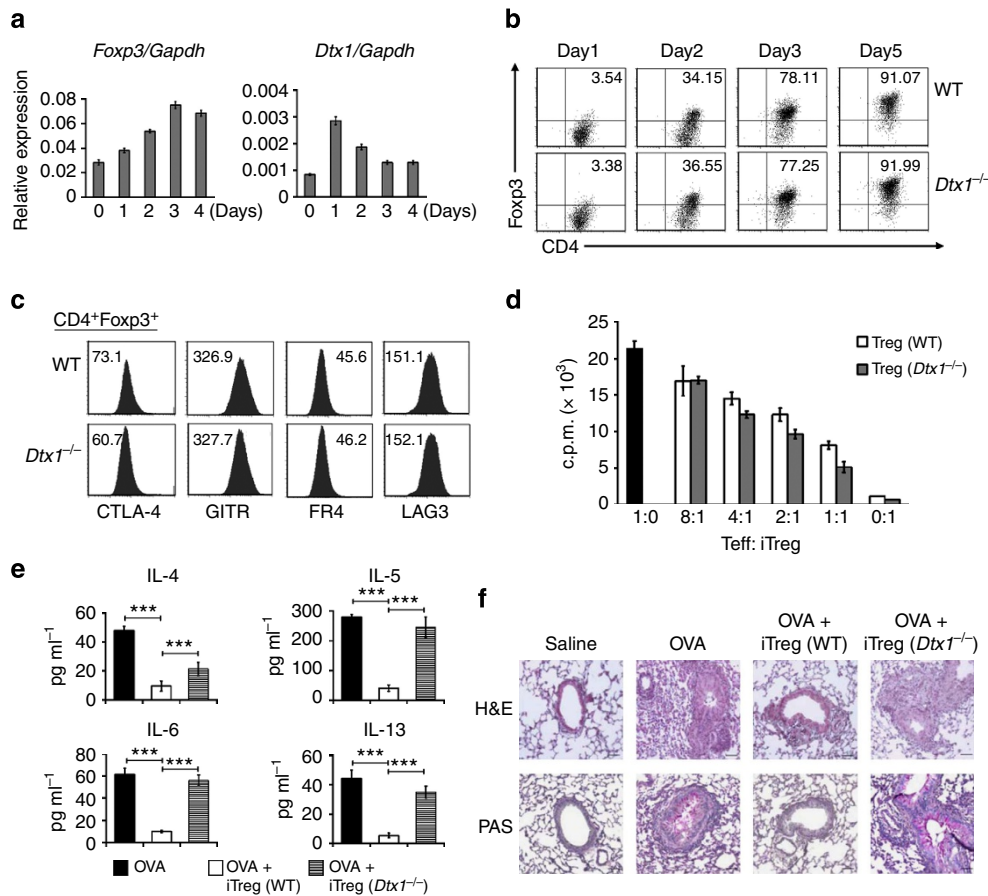 a
Foxp3/Gapdh
Dtx1/Gapdh
Relative expression
0.08
0.06
0.04
0.02
0
0 1 2 3 4 (Days)
0.004
0.003
0.002
0.001
0
0 1 2 3 4 (Days)
b
Day1 Day2 Day3 Day5
3.54 34.15 78.11 91.07
WT
3.38 36.55 77.25 91.99
Dtx1–/–
Foxp3
CD4
c
CD4+Foxp3+
WT
73.1 326.9 45.6 151.1
Dtx1–/–
60.7 327.7 46.2 152.1
CTLA-4 GITR FR4 LAG3
d
c.p.m. (× 10³)
25
20
15
10
5
0
Treg (WT)
Treg (Dtx1–/–)
1:0 8:1 4:1 2:1 1:1 0:1
Teff: iTreg
e
IL-4
pg ml–1
60
40
20
0
***
***
IL-5
pg ml–1
300
200
100
0
***
***
IL-6
pg ml–1
80
60
40
20
0
***
***
IL-13
pg ml–1
60
40
20
0
***
***
OVA
OVA +
iTreg (WT)
OVA +
iTreg (Dtx1–/–)
f
Saline
OVA
OVA +
iTreg (WT)
OVA +
iTreg (Dtx1–/–)
H&E
PAS